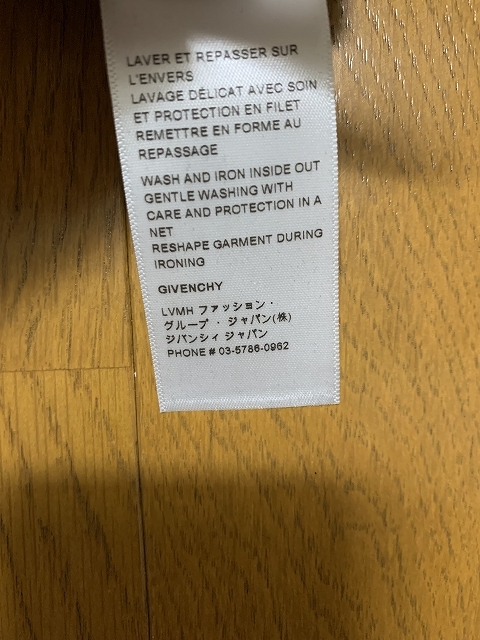 LAVER ET REPASSER SUR
L'ENVERS
LAVAGE DÉLICAT AVEC SOIN
ET PROTECTION EN FILET
REMETTRE EN FORME AU
REPASSAGE
WASH AND IRON INSIDE OUT
GENTLE WASHING WITH
CARE AND PROTECTION IN A
NET
RESHAPE GARMENT DURING
IRONING
GIVENCHY
LVMH ファッション・
グループ・ジャパン(株)
ジバンシィ ジャパン
PHONE # 03-5786-0962